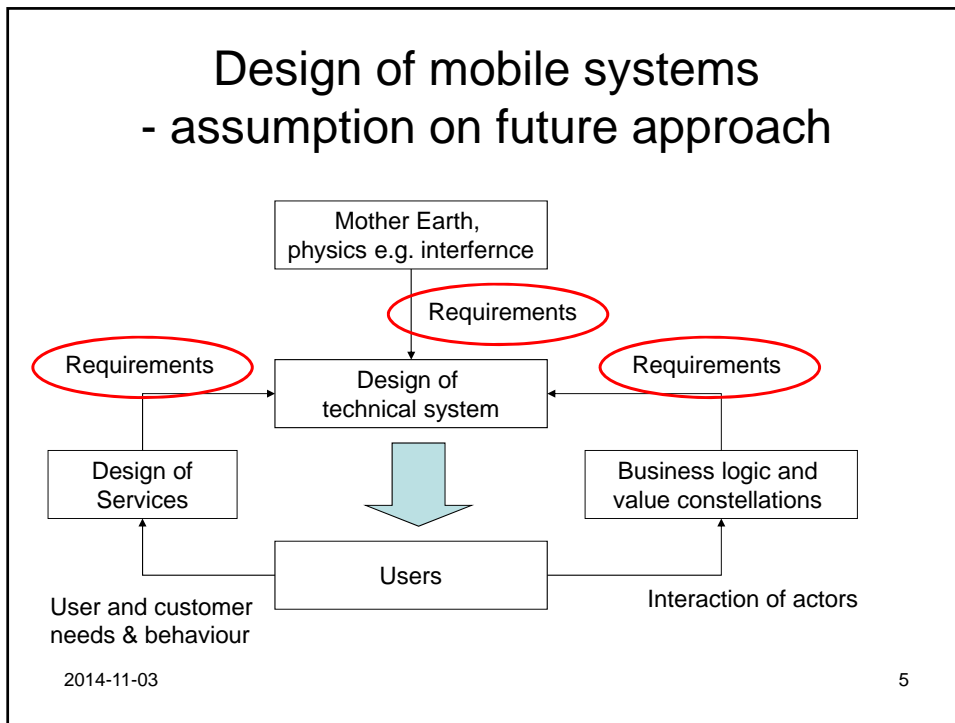 Design of mobile systems
- assumption on future approach
Mother Earth,
physics e.g. interfernce
Requirements
Requirements
Requirements
Design of
technical system
Design of
Services
Business logic and
value constellations
Users
User and customer
needs & behaviour
Interaction of actors
2014-11-03
5